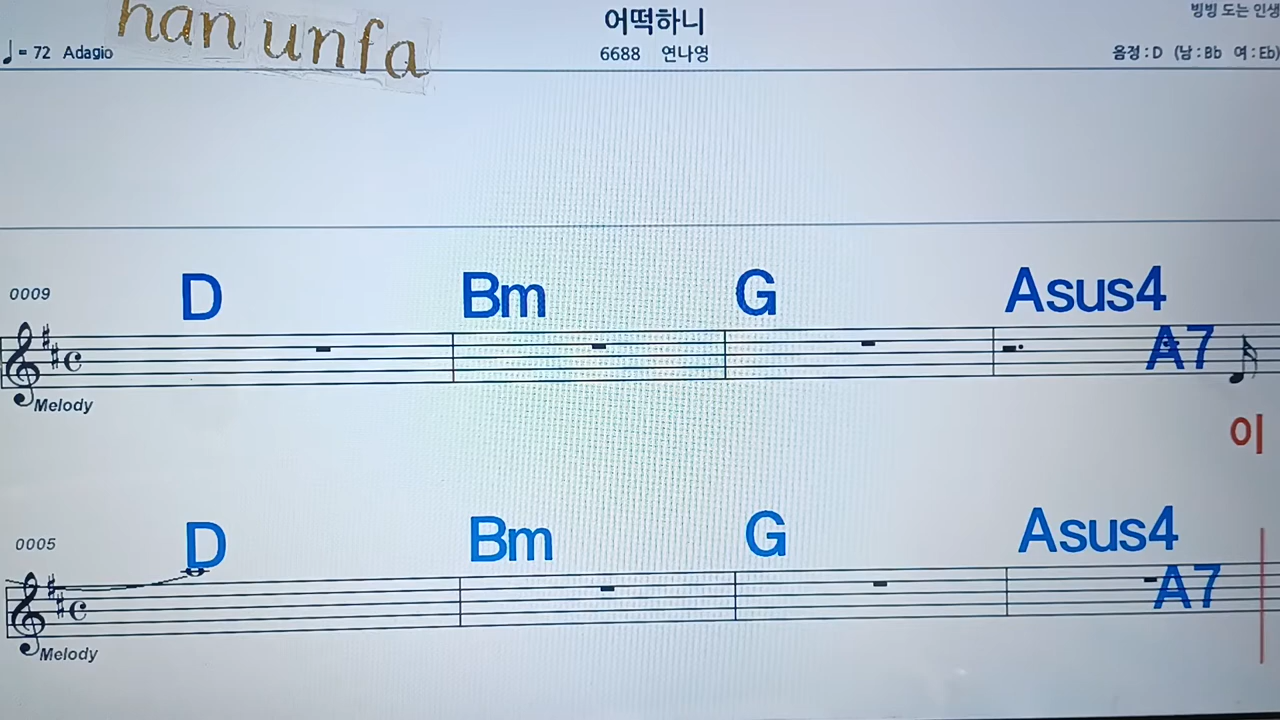 han unfa
어떡하니
빙빙 도는 인생
♩= 72 Adagio
6688 연나영
음정 : D (남 : Bb 여 : Eb)
D Bm G Asus4
0009
A7
Melody
이
D Bm G Asus4
0005
A7
Melody